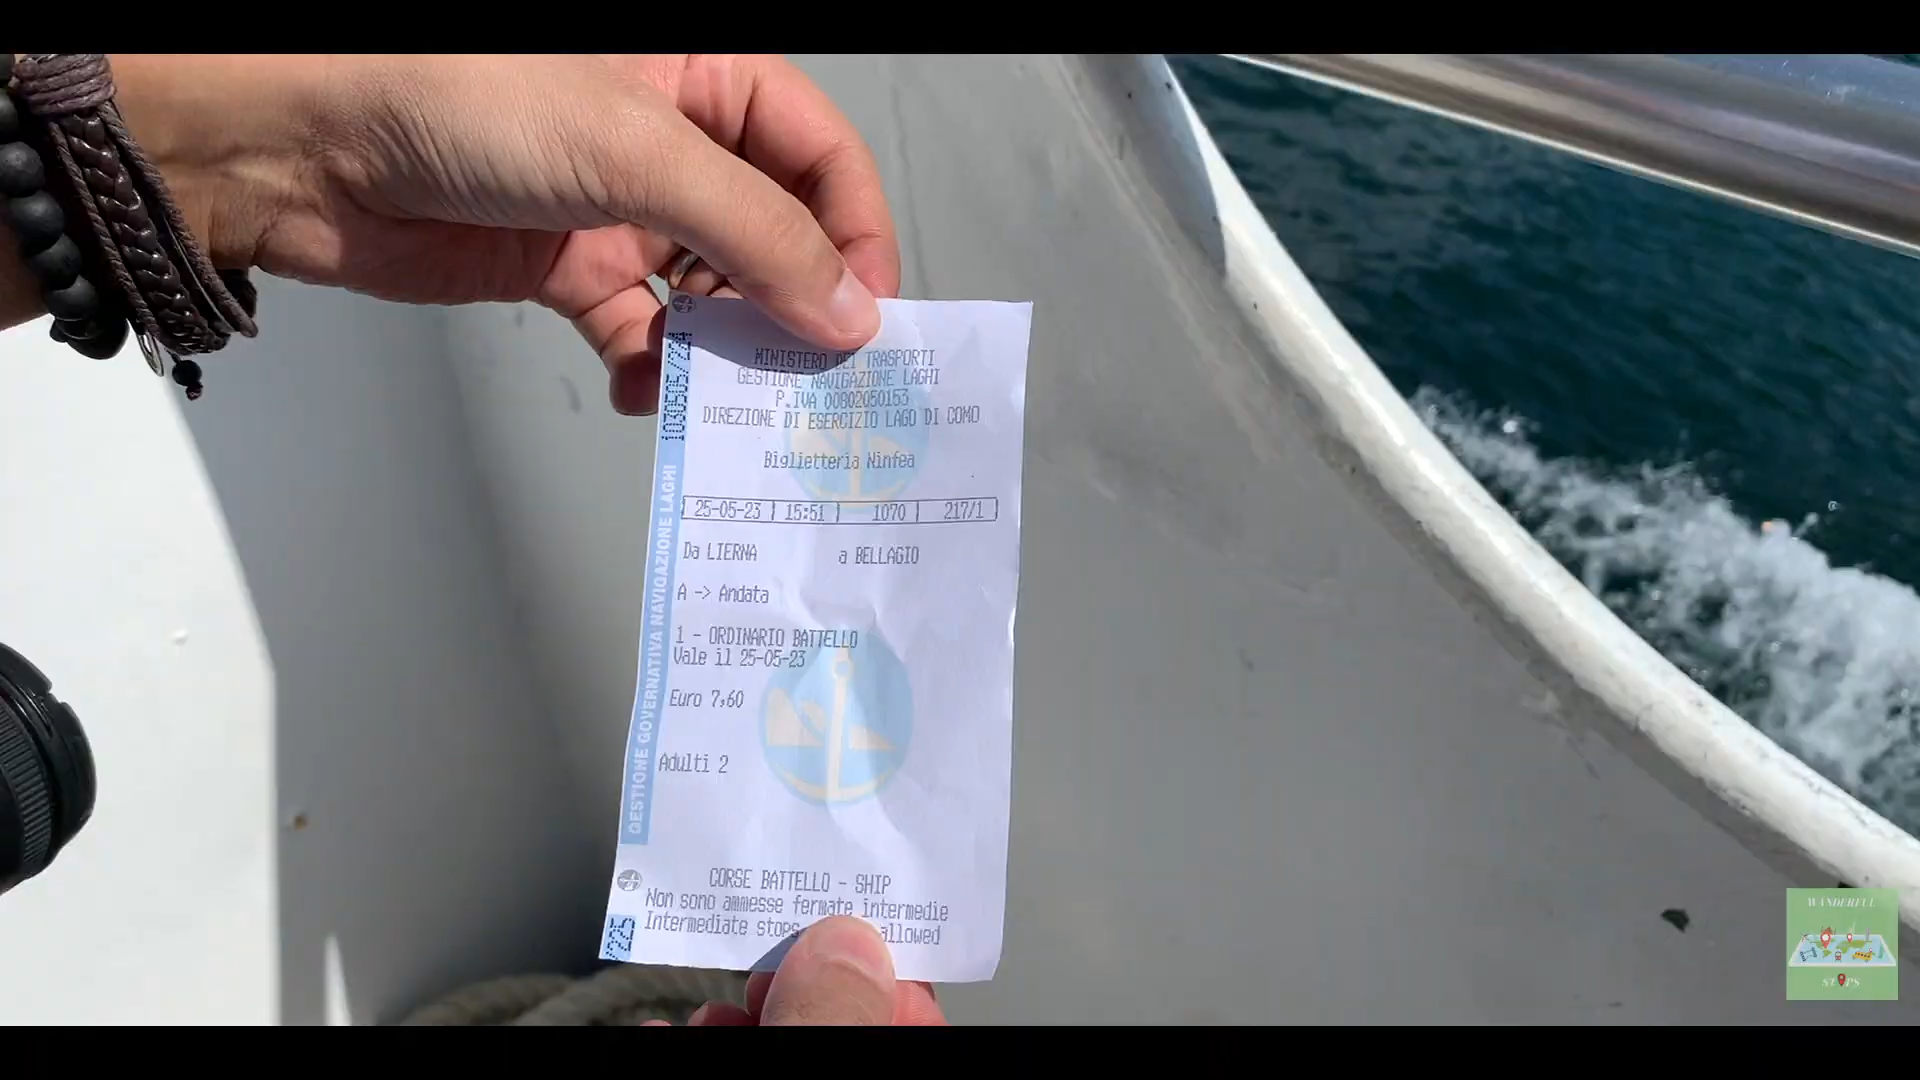 MINISTERO DEI TRASPORTI
GESTIONE NAVIGAZIONE LAGHI
P.IVA 00802050153
DIREZIONE DI ESERCIZIO LAGO DI COMO
Biglietteria Ninfea
25-05-23 | 15:51 | 1070 | 217/1
Da LIERNA a BELLAGIO
A -> Andata
1 - ORDINARIO BATTELLO
Vale il 25-05-23
Euro 7,60
Adulti 2
CORSE BATTELLO - SHIP
Non sono ammesse fermate intermedie
Intermediate stops allowed
GESTIONE GOVERNATIVA NAVIGAZIONE LAGHI
WANDERFUL
STOPS